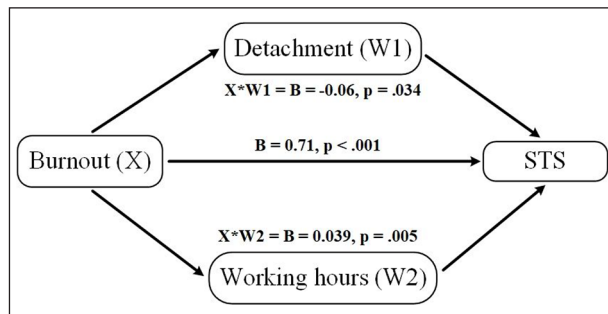 Detachment (W1)
X*W1 = B = -0.06, p = .034
B = 0.71, p < .001
Burnout (X)
STS
X*W2 = B = 0.039, p = .005
Working hours (W2)